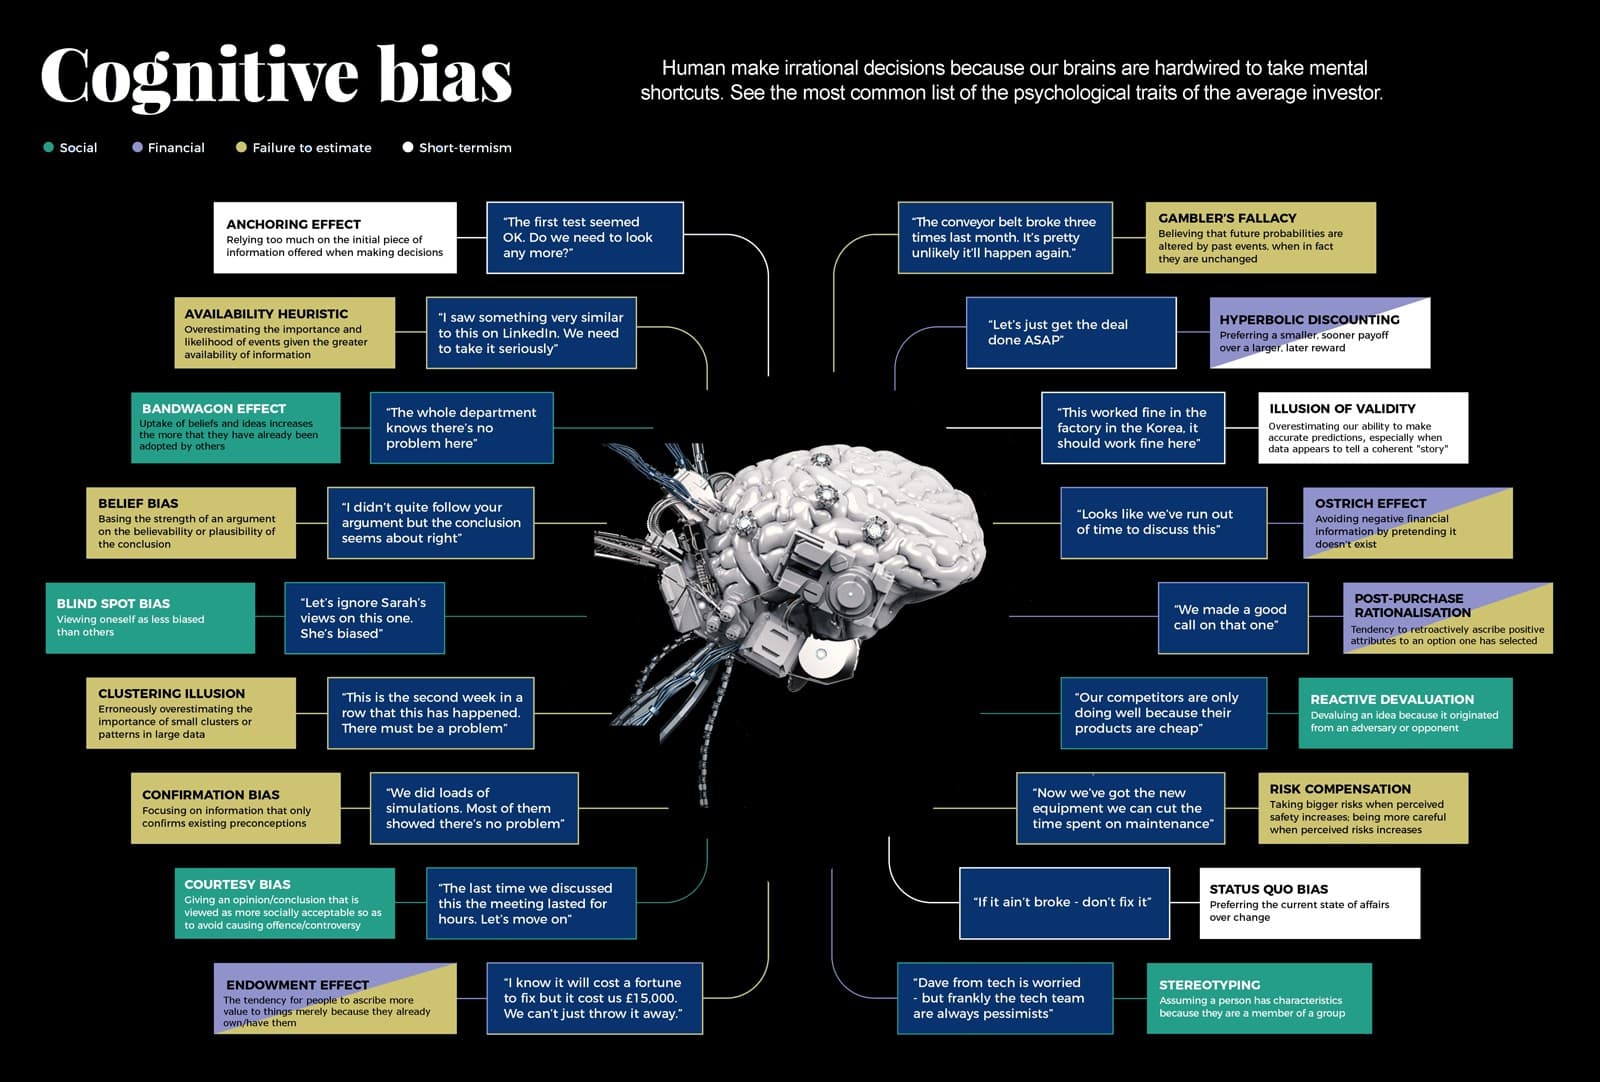 Cognitive bias
Human make irrational decisions because our brains are hardwired to take mental
shortcuts. See the most common list of the psychological traits of the average investor.
Social
Financial
Failure to estimate
Short-termism
ANCHORING EFFECT
Relying too much on the initial piece of
information offered when making decisions
“The first test seemed
OK. Do we need to look
any more?”
AVAILABILITY HEURISTIC
Overestimating the importance and
likelihood of events given the greater
availability of information
“I saw something very similar
to this on LinkedIn. We need
to take it seriously”
BANDWAGON EFFECT
Uptake of beliefs and ideas increases
the more that they have already been
adopted by others
“The whole department
knows there’s no
problem here”
BELIEF BIAS
Basing the strength of an argument
on the believability or plausibility of
the conclusion
“I didn’t quite follow your
argument but the conclusion
seems about right”
BLIND SPOT BIAS
Viewing oneself as less biased
than others
“Let’s ignore Sarah’s
views on this one.
She’s biased”
CLUSTERING ILLUSION
Erroneously overestimating the
importance of small clusters or
patterns in large data
“This is the second week in a
row that this has happened.
There must be a problem”
CONFIRMATION BIAS
Focusing on information that only
confirms existing preconceptions
“We did loads of
simulations. Most of them
showed there’s no problem”
COURTESY BIAS
Giving an opinion/conclusion that is
viewed as more socially acceptable so as
to avoid causing offence/controversy
“The last time we discussed
this the meeting lasted for
hours. Let’s move on”
ENDOWMENT EFFECT
The tendency for people to ascribe more
value to things merely because they already
own/have them
“I know it will cost a fortune
to fix but it cost us £15,000.
We can’t just throw it away.”
“The conveyor belt broke three
times last month. It’s pretty
unlikely it’ll happen again.”
GAMBLER’S FALLACY
Believing that future probabilities are
altered by past events, when in fact
they are unchanged
“Let’s just get the deal
done ASAP”
HYPERBOLIC DISCOUNTING
Preferring a smaller, sooner payoff
over a larger, later reward
“This worked fine in the
factory in the Korea, it
should work fine here”
ILLUSION OF VALIDITY
Overestimating our ability to make
accurate predictions, especially when
data appears to tell a coherent "story"
“Looks like we’ve run out
of time to discuss this”
OSTRICH EFFECT
Avoiding negative financial
information by pretending it
doesn’t exist
“We made a good
call on that one”
POST-PURCHASE
RATIONALISATION
Tendency to retroactively ascribe positive
attributes to an option one has selected
“Our competitors are only
doing well because their
products are cheap”
REACTIVE DEVALUATION
Devaluing an idea because it originated
from an adversary or opponent
“Now we’ve got the new
equipment we can cut the
time spent on maintenance”
RISK COMPENSATION
Taking bigger risks when perceived
safety increases; being more careful
when perceived risks increases
“If it ain’t broke - don’t fix it”
STATUS QUO BIAS
Preferring the current state of affairs
over change
“Dave from tech is worried
- but frankly the tech team
are always pessimists”
STEREOTYPING
Assuming a person has characteristics
because they are a member of a group